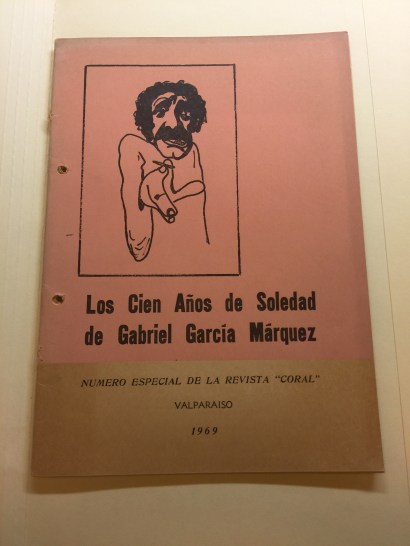 Los Cien Años de Soledad
de Gabriel García Márquez
NUMERO ESPECIAL DE LA REVISTA "CORAL"
VALPARAISO
1969